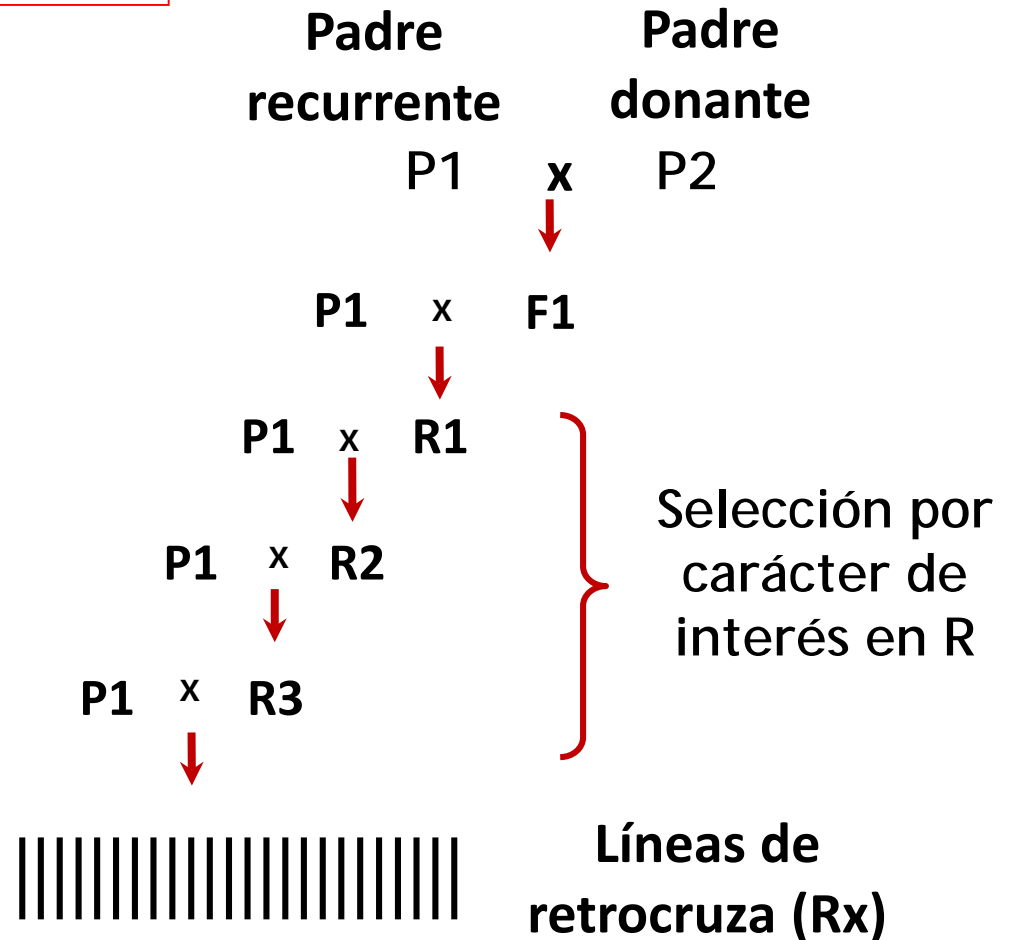 Padre
recurrente
Padre
donante
P1 x P2
P1 x F1
P1 x R1
P1 x R2
P1 x R3
Selección por
carácter de
interés en R
Líneas de
retrocruza (Rx)